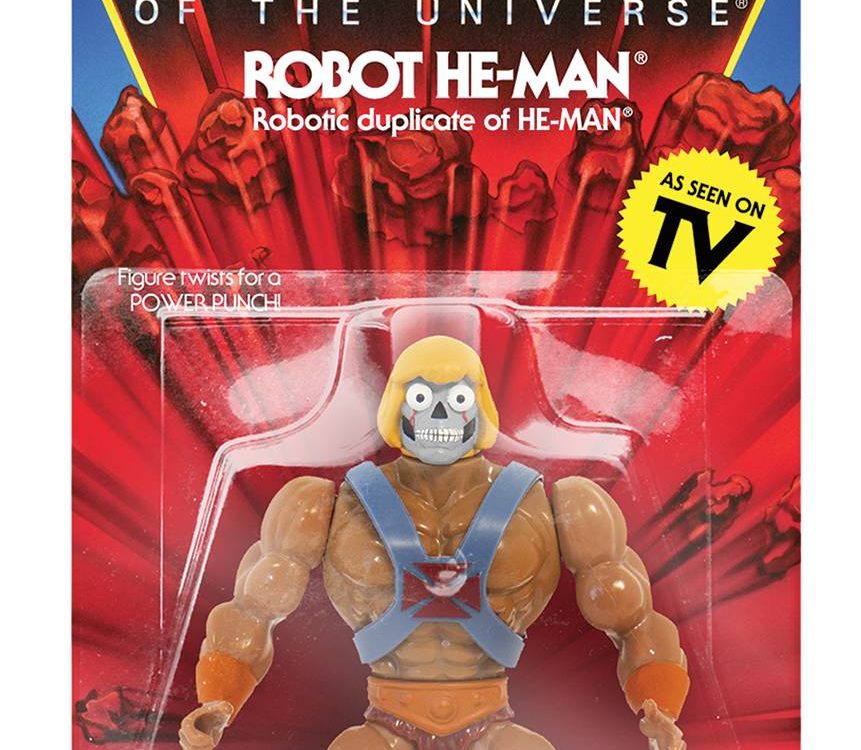 OF THE UNIVERSE®
ROBOT HE-MAN®
Robotic duplicate of HE-MAN®
AS SEEN ON
TV
Figure twists for a
POWER PUNCH!